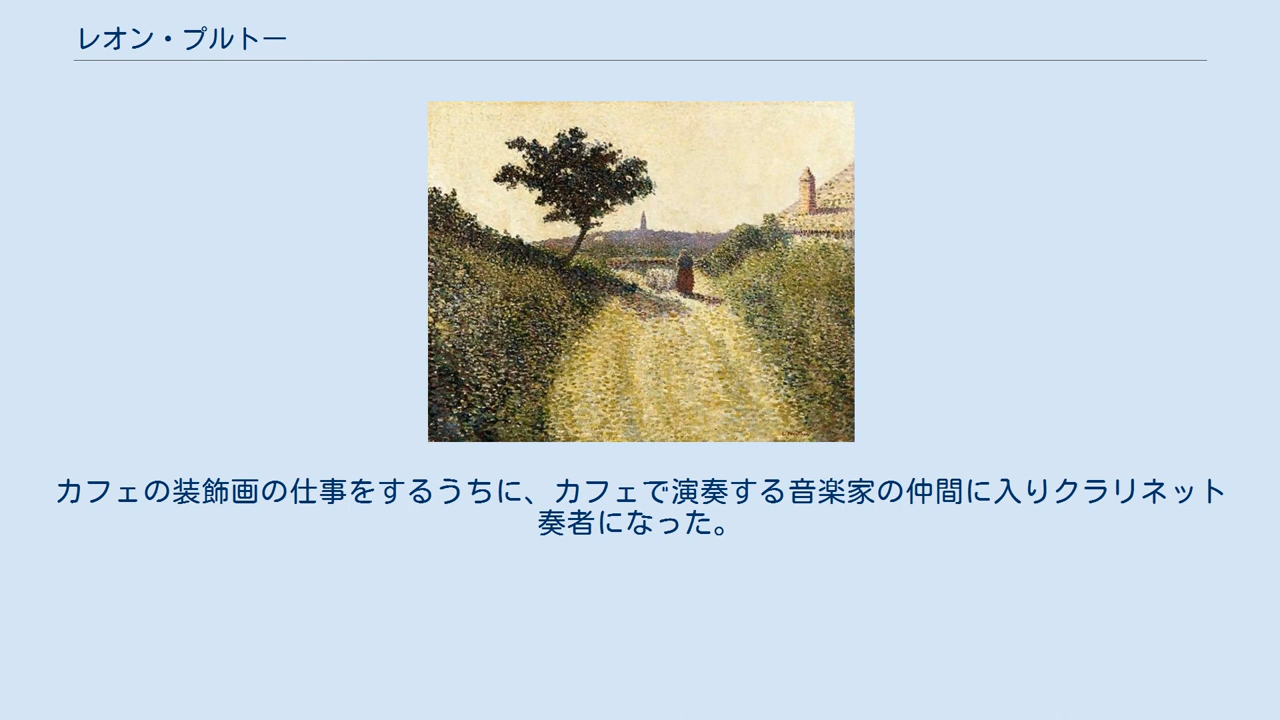 レオン・プルトー
カフェの装飾画の仕事をするうちに、カフェで演奏する音楽家の仲間に入りクラリネット
奏者になった。